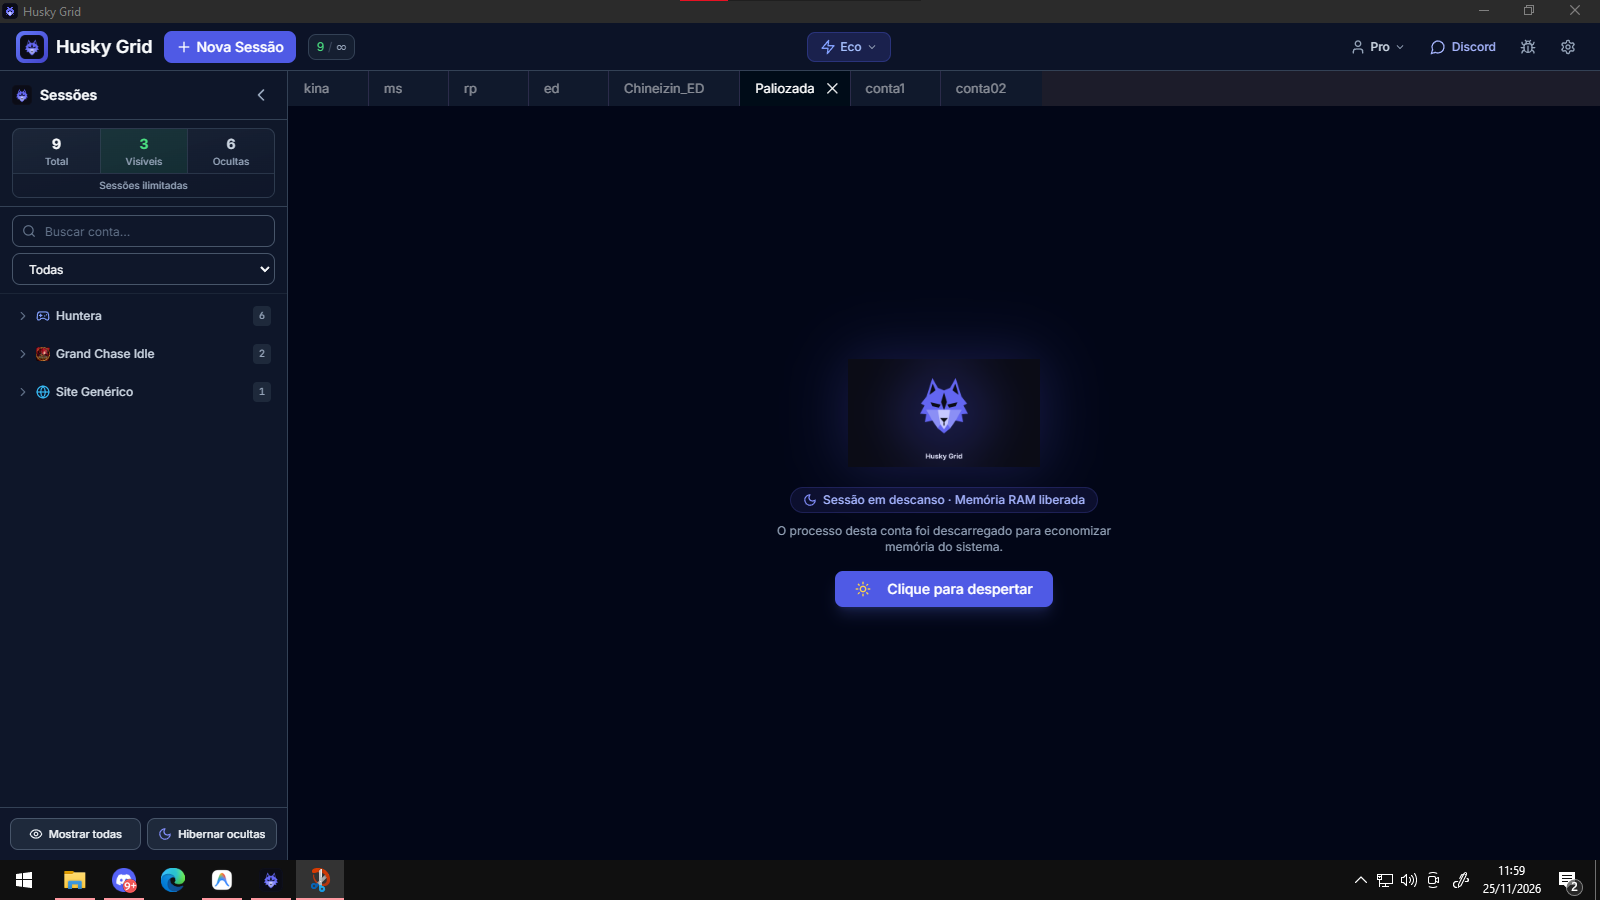 Husky Grid
Husky Grid
Nova Sessão
9 / ∞
Eco
Pro
Discord
Sessões
kina
ms
rp
ed
Chineizin_ED
Paliozada
conta1
conta02
9
Total
3
Visíveis
6
Ocultas
Sessões ilimitadas
Buscar conta...
Todas
Huntera
6
Grand Chase Idle
2
Site Genérico
1
Husky Grid
Sessão em descanso · Memória RAM liberada
O processo desta conta foi descarregado para economizar
memória do sistema.
Clique para despertar
Mostrar todas
Hibernar ocultas
9+
11:59
25/11/2026
2